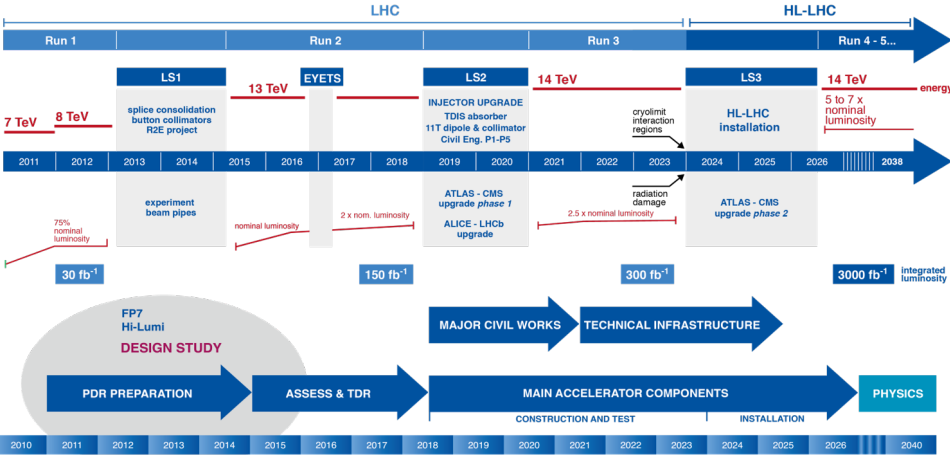 LHC
HL-LHC
Run 1
Run 2
Run 3
Run 4 - 5...
LS1
EYETS
LS2
LS3
14 TeV
14 TeV
13 TeV
energy
splice consolidation
button collimators
R2E project
INJECTOR UPGRADE
TDIS absorber
11T dipole & collimator
Civil Eng. P1-P5
cryolimit
interaction
regions
HL-LHC
installation
5 to 7 x
nominal
luminosity
7 TeV
8 TeV
2011 2012 2013 2014 2015 2016 2017 2018 2019 2020 2021 2022 2023 2024 2025 2026 2038
radiation
damage
experiment
beam pipes
ATLAS - CMS
upgrade phase 1
ALICE - LHCb
upgrade
ATLAS - CMS
upgrade phase 2
75%
nominal
luminosity
nominal luminosity
2 x nom. luminosity
2.5 x nominal luminosity
30 fb-1
150 fb-1
300 fb-1
3000 fb-1
integrated
luminosity
FP7
Hi-Lumi
DESIGN STUDY
MAJOR CIVIL WORKS
TECHNICAL INFRASTRUCTURE
PDR PREPARATION
ASSESS & TDR
MAIN ACCELERATOR COMPONENTS
PHYSICS
CONSTRUCTION AND TEST
INSTALLATION
2010 2011 2012 2013 2014 2015 2016 2017 2018 2019 2020 2021 2022 2023 2024 2025 2026 2040